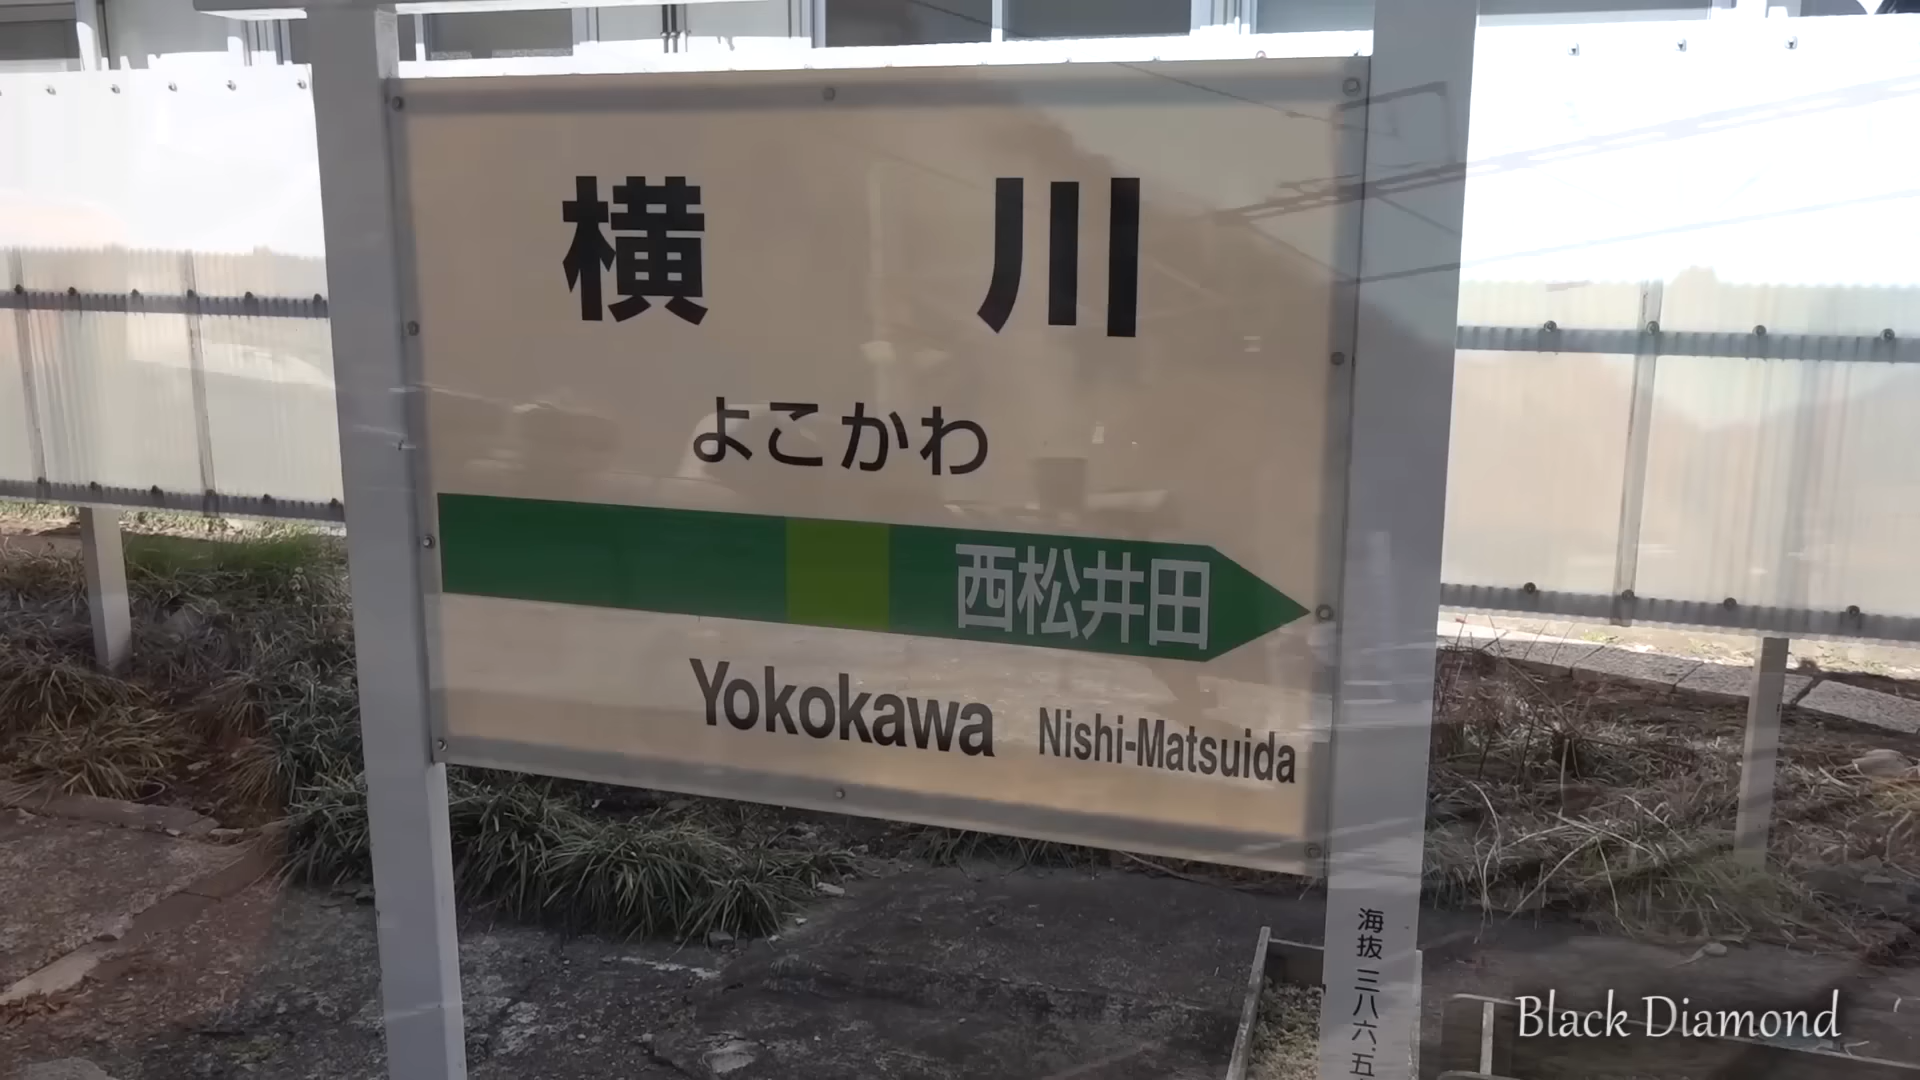 横川
よこかわ
西松井田
Yokokawa Nishi-Matsuida
海抜 三八六.五
Black Diamond